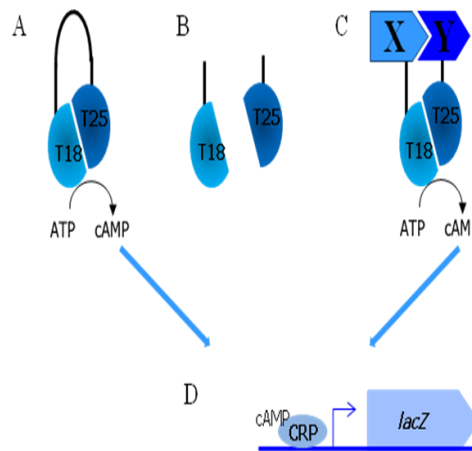 A
B
C
X Y
T25
T18
T18
T25
T25
T18
ATP cAMP
ATP cAM
D
cAMP
CRP
lacZ